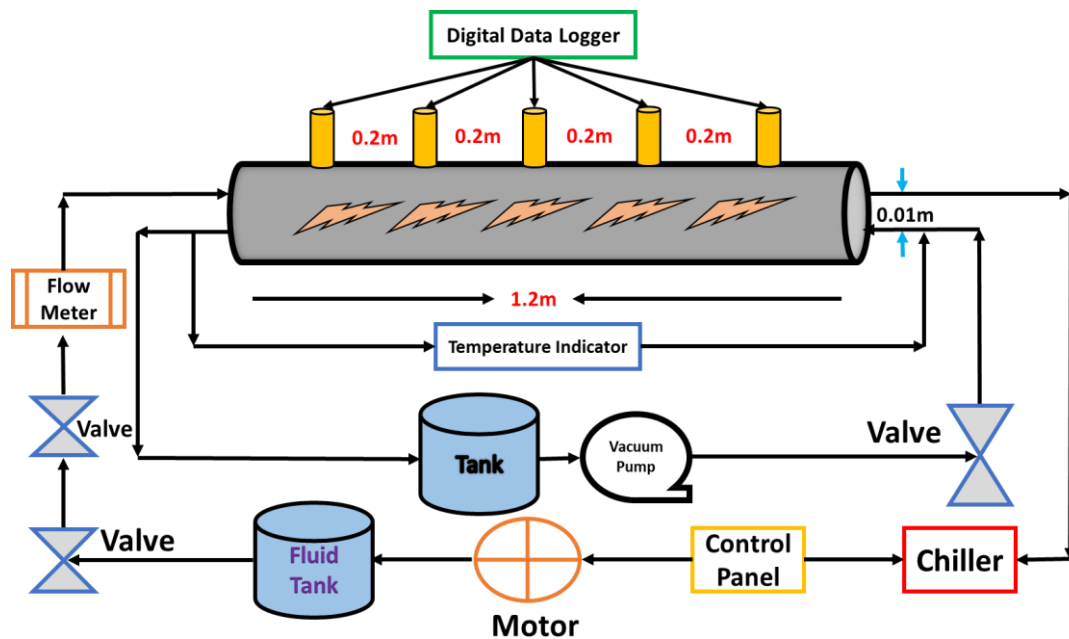 Digital Data Logger
0.2m
0.2m
0.2m
0.2m
0.01m
Flow
Meter
1.2m
Temperature Indicator
Valve
Tank
Vacuum
Pump
Valve
Valve
Fluid
Tank
Motor
Control
Panel
Chiller